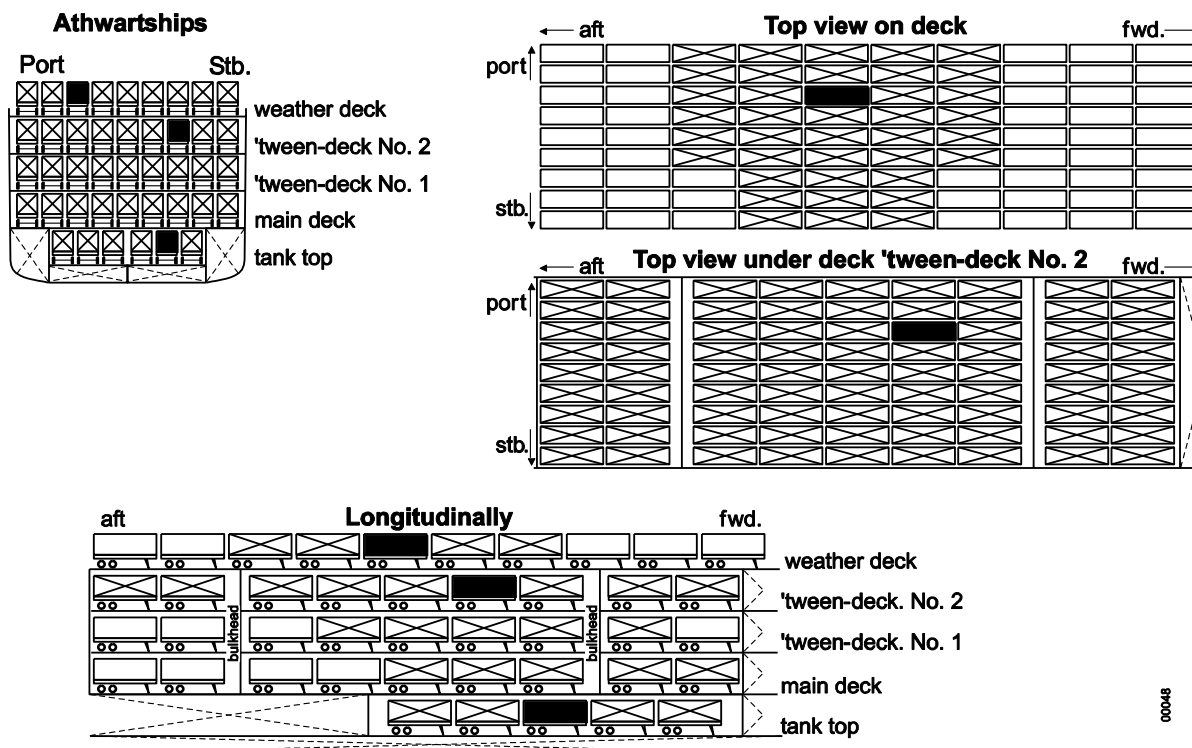 Athwartships
Port Stb.
weather deck
'tween-deck No. 2
'tween-deck No. 1
main deck
tank top
aft Top view on deck fwd.
port
stb.
aft Top view under deck 'tween-deck No. 2 fwd.
port
stb.
aft Longitudinally fwd.
weather deck
'tween-deck. No. 2
'tween-deck. No. 1
main deck
tank top
bulkhead
bulkhead
00048